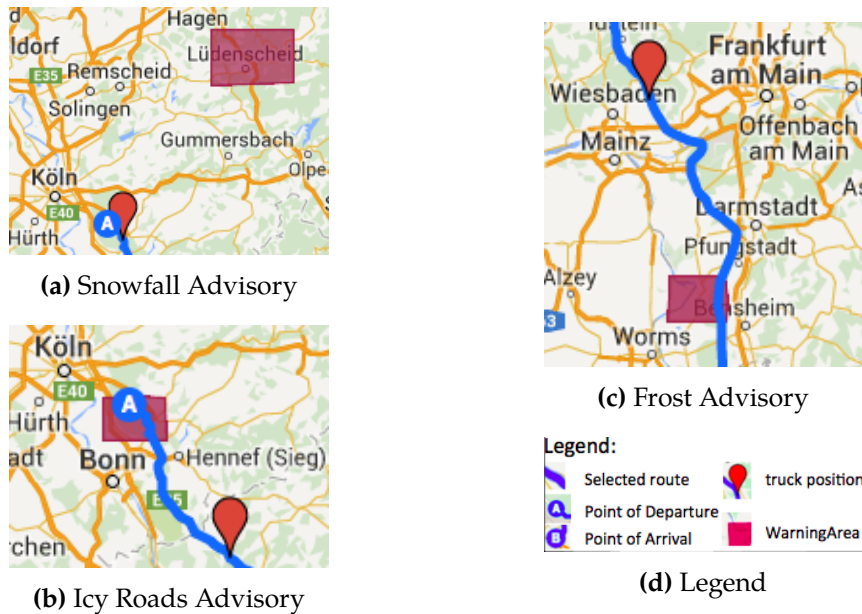 d
Hagen
ldorf
Lüdenscheid
E35
Remscheid
Solingen
Gummersbach
Köln
Olpe
E40
A
Hürth
(a) Snowfall Advisory
Köln
E40
A
Hürth
adt
Bonn
Hennef (Sieg)
rchen
(b) Icy Roads Advisory
Frankfurt
am Main
Wiesbaden
Offenbach
am Main
Mainz
As
Darmstadt
Pfungstadt
Alzey
Bensheim
63
Worms
(c) Frost Advisory
Legend:
Selected route
truck position
A
Point of Departure
B
Point of Arrival
WarningArea
(d) Legend